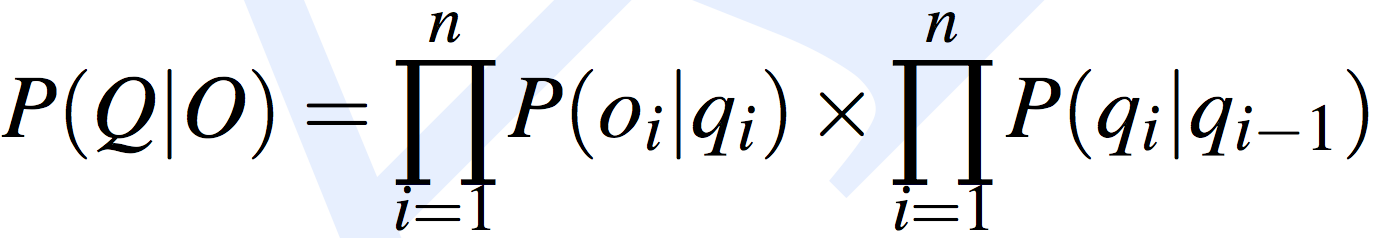 P(Q|O) = ∏_{i=1}^{n} P(o_i|q_i) × ∏_{i=1}^{n} P(q_i|q_{i−1})